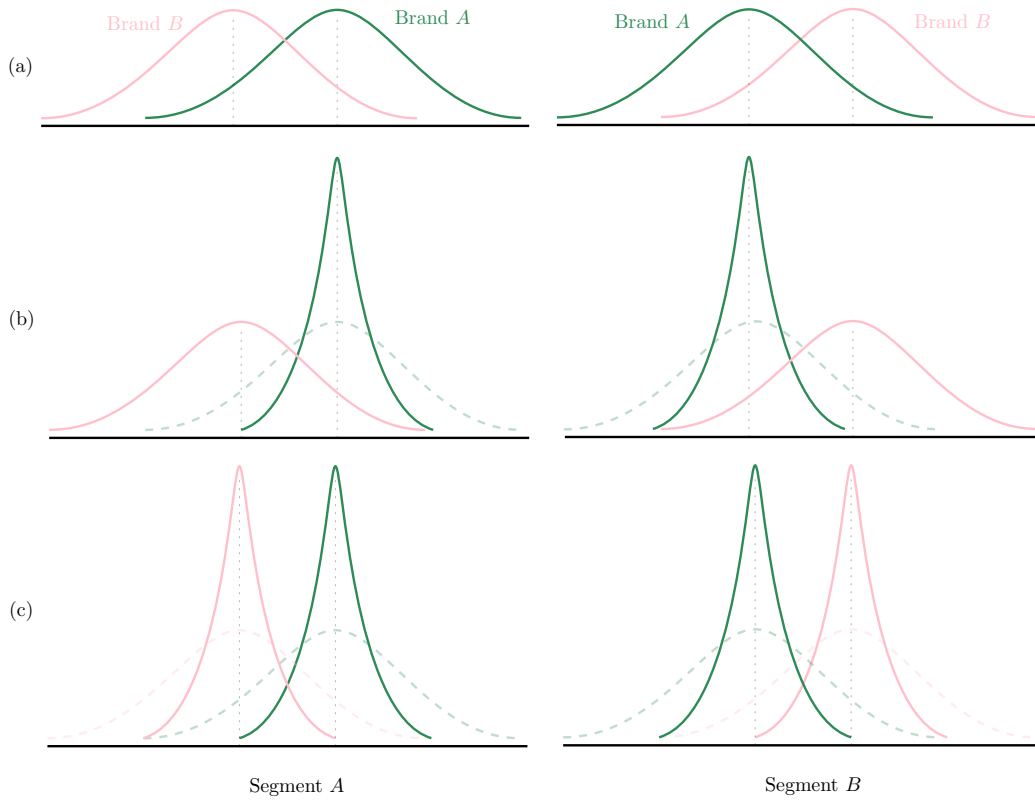 Brand B
Brand A
Brand A
Brand B
(a)
(b)
(c)
Segment A
Segment B